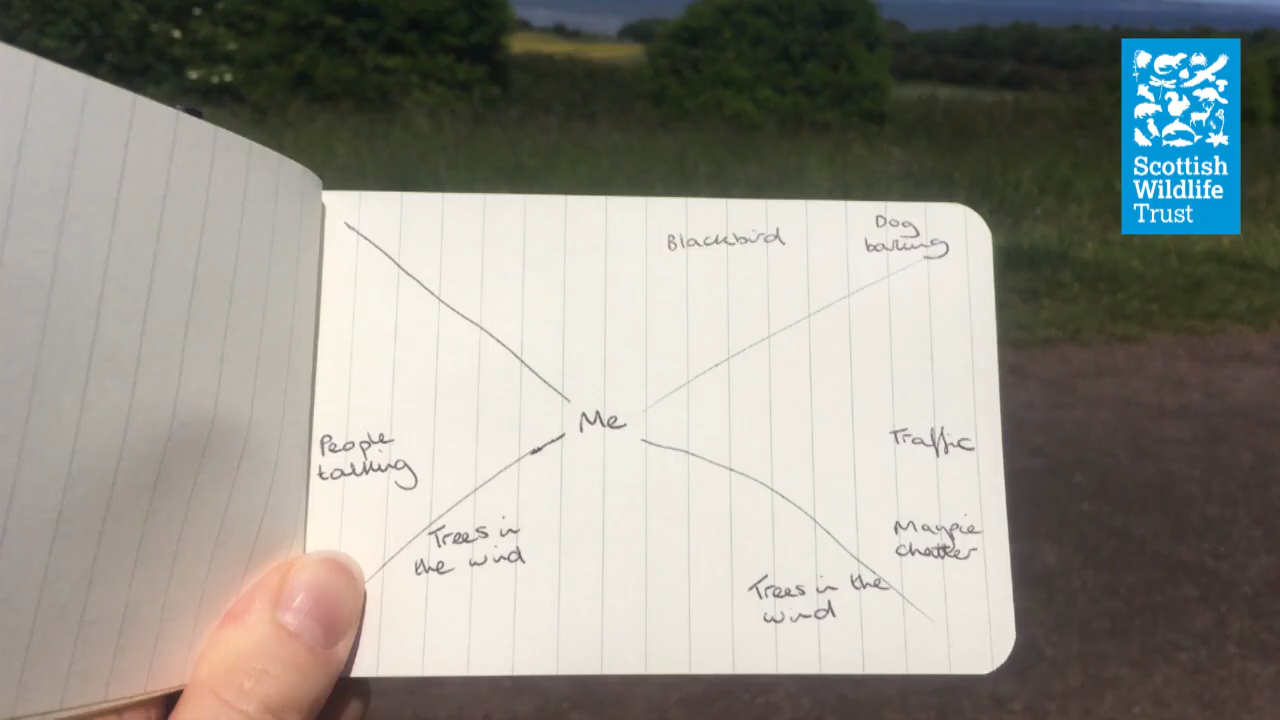 Scottish
Wildlife
Trust
Blackbird
Dog
barking
Me
People
talking
Traffic
Trees in
the wind
Magpie
chatter
Trees in the
wind